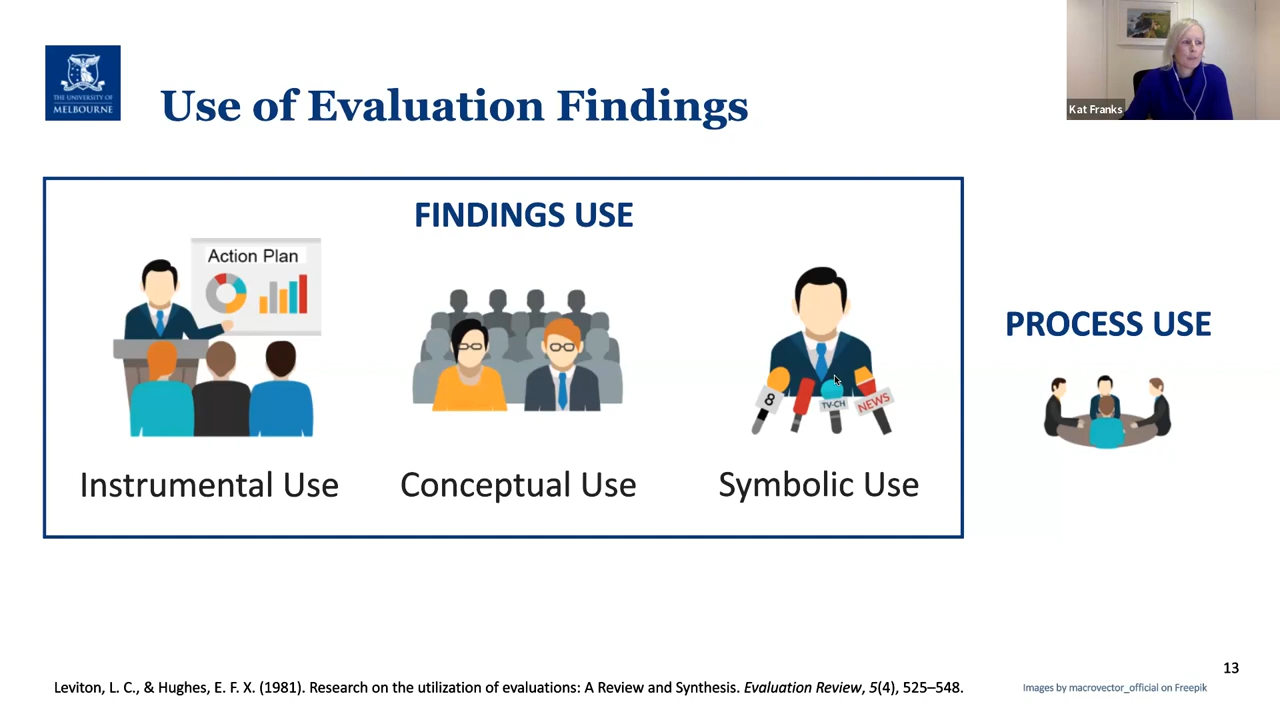 THE UNIVERSITY OF
MELBOURNE
Use of Evaluation Findings
Kat Franks
FINDINGS USE
Action Plan
8
TV-CH
NEWS
Instrumental Use
Conceptual Use
Symbolic Use
PROCESS USE
13
Leviton, L. C., & Hughes, E. F. X. (1981). Research on the utilization of evaluations: A Review and Synthesis. Evaluation Review, 5(4), 525–548.
Images by macrovector_official on Freepik